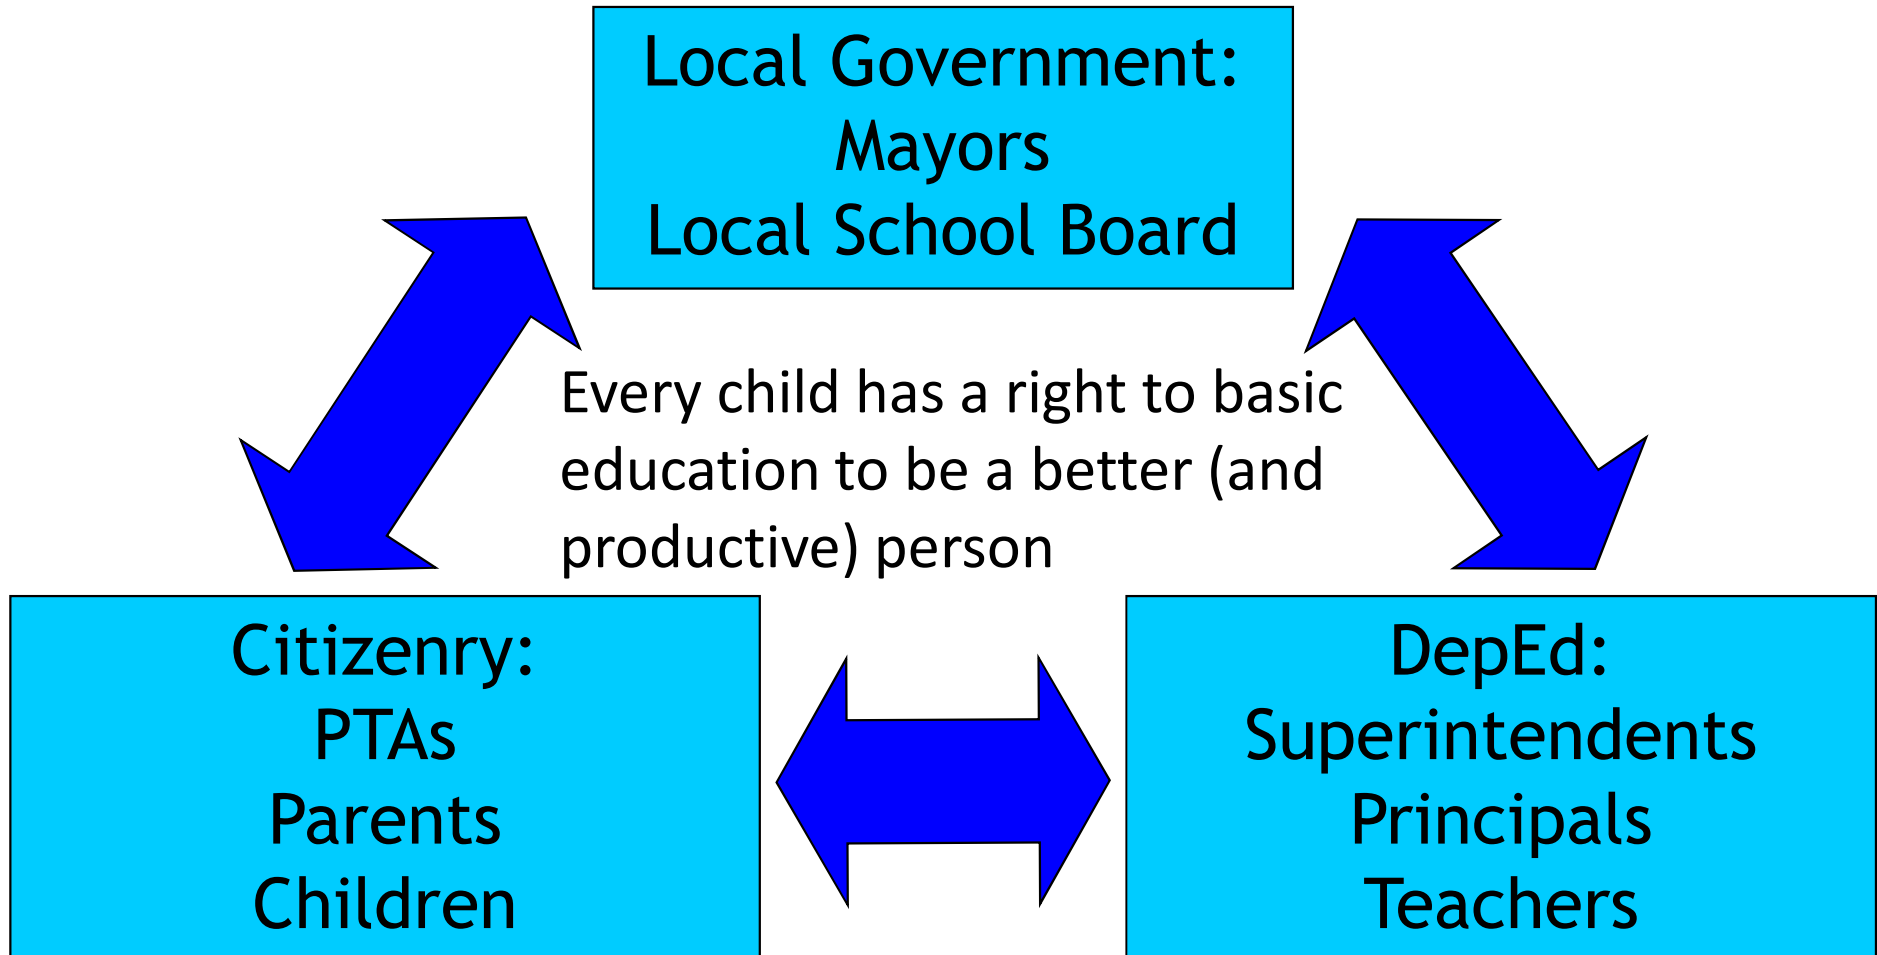 Local Government:
Mayors
Local School Board
Every child has a right to basic
education to be a better (and
productive) person
Citizenry:
PTAs
Parents
Children
DepEd:
Superintendents
Principals
Teachers